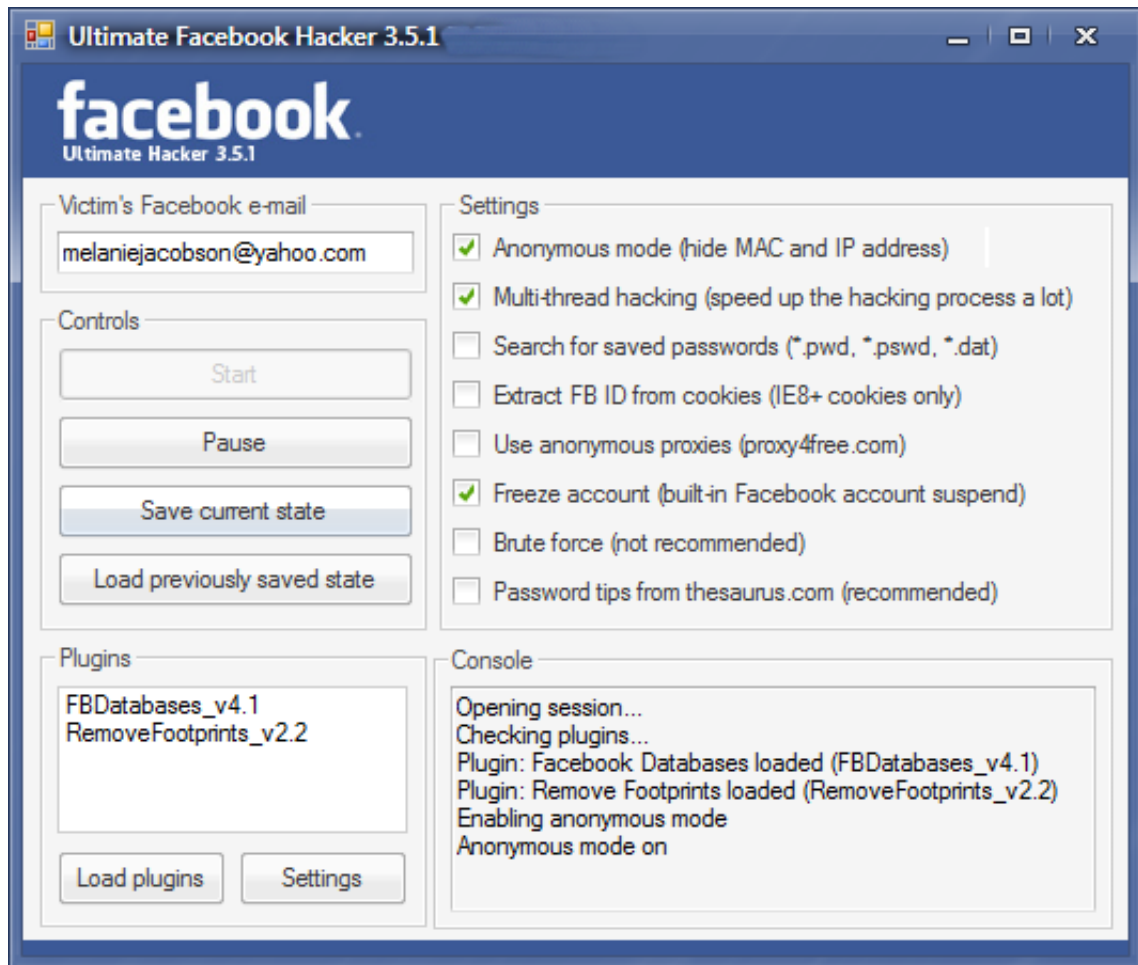 Ultimate Facebook Hacker 3.5.1
facebook.
Ultimate Hacker 3.5.1
Victim's Facebook e-mail
melaniejacobson@yahoo.com
Controls
Start
Pause
Save current state
Load previously saved state
Settings
Anonymous mode (hide MAC and IP address)
Multi-thread hacking (speed up the hacking process a lot)
Search for saved passwords (*.pwd, *.pswd, *.dat)
Extract FB ID from cookies (IE8+ cookies only)
Use anonymous proxies (proxy4free.com)
Freeze account (built-in Facebook account suspend)
Brute force (not recommended)
Password tips from thesaurus.com (recommended)
Plugins
FBDatabases_v4.1
RemoveFootprints_v2.2
Load plugins
Settings
Console
Opening session...
Checking plugins...
Plugin: Facebook Databases loaded (FBDatabases_v4.1)
Plugin: Remove Footprints loaded (RemoveFootprints_v2.2)
Enabling anonymous mode
Anonymous mode on